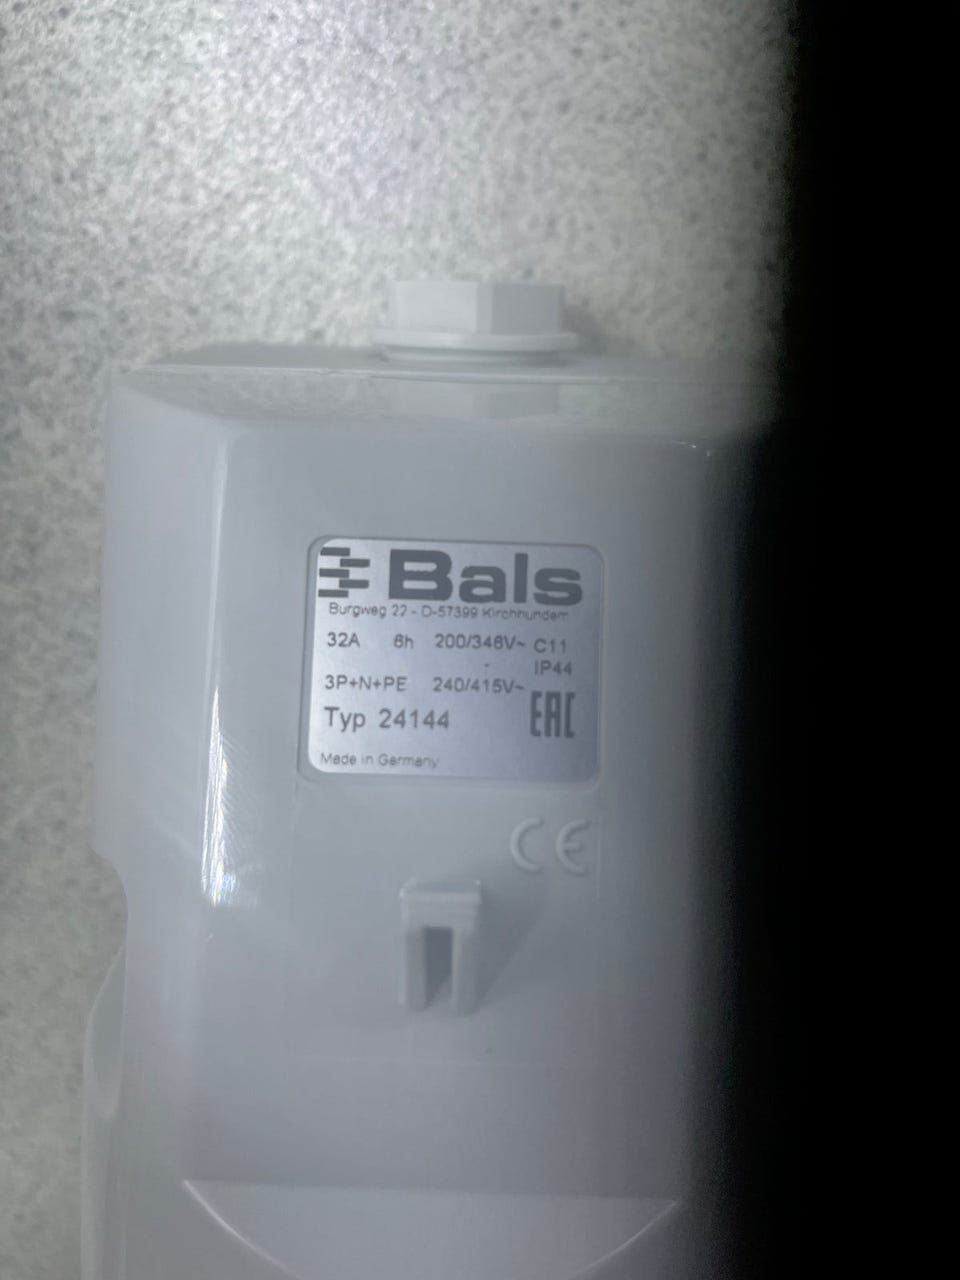 Bals
Burgweg 22 - D-57399 Kirchhundem
32A 6h 200/346V~ C11
- IP44
3P+N+PE 240/415V~
Typ 24144 EAC
Made in Germany
CE